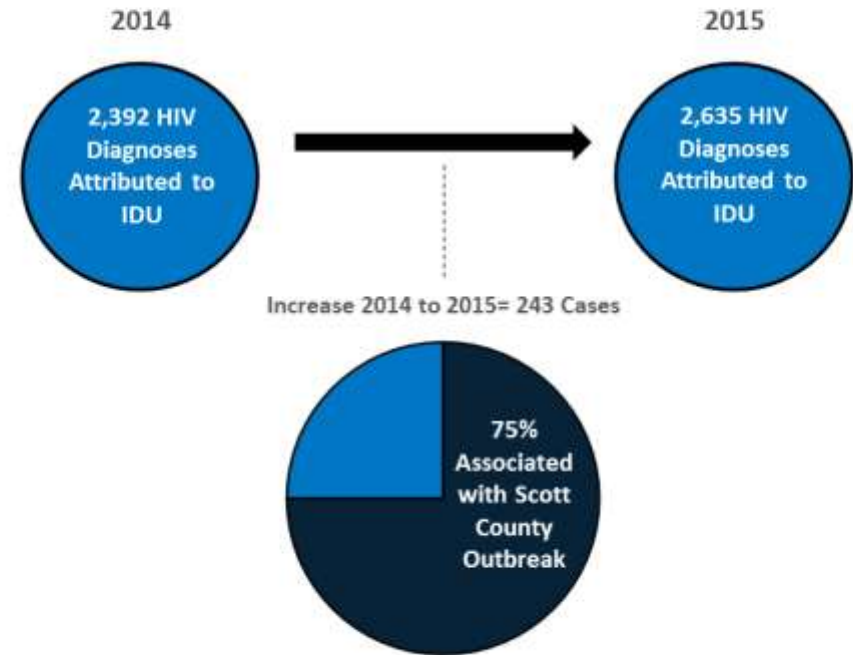 2014
2015
2,392 HIV
Diagnoses
Attributed to
IDU
2,635 HIV
Diagnoses
Attributed to
IDU
Increase 2014 to 2015= 243 Cases
75%
Associated
with Scott
County
Outbreak